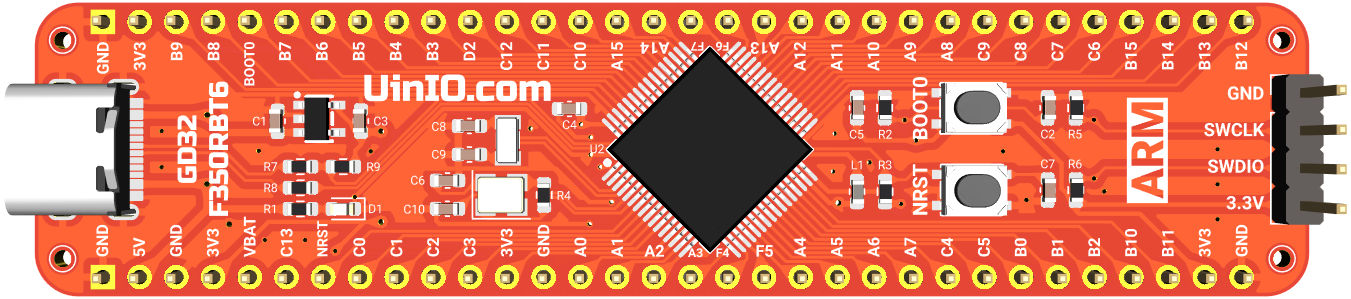 GND 3V3 B9 B8 BOOT0 B7 B6 B5 B4 B3 D2 C12 C11 C10 A15 A14 F7 F6 A13 A12 A11 A10 A9 A8 C9 C8 C7 C6 B15 B14 B13 B12
UinIO.com
GD32
F350RBT6
C1
C3
R7
R9
R8
R1
D1
C8
C9
C6
C10
R4
C4
U2
C5
R2
BOOT0
C2
R5
L1
R3
NRST
C7
R6
ARM
GND
SWCLK
SWDIO
3.3V
GND 5V GND 3V3 VBAT C13 NRST C0 C1 C2 C3 3V3 GND A0 A1 A2 A3 F4 F5 A4 A5 A6 A7 C4 C5 B0 B1 B2 B10 B11 3V3 GND